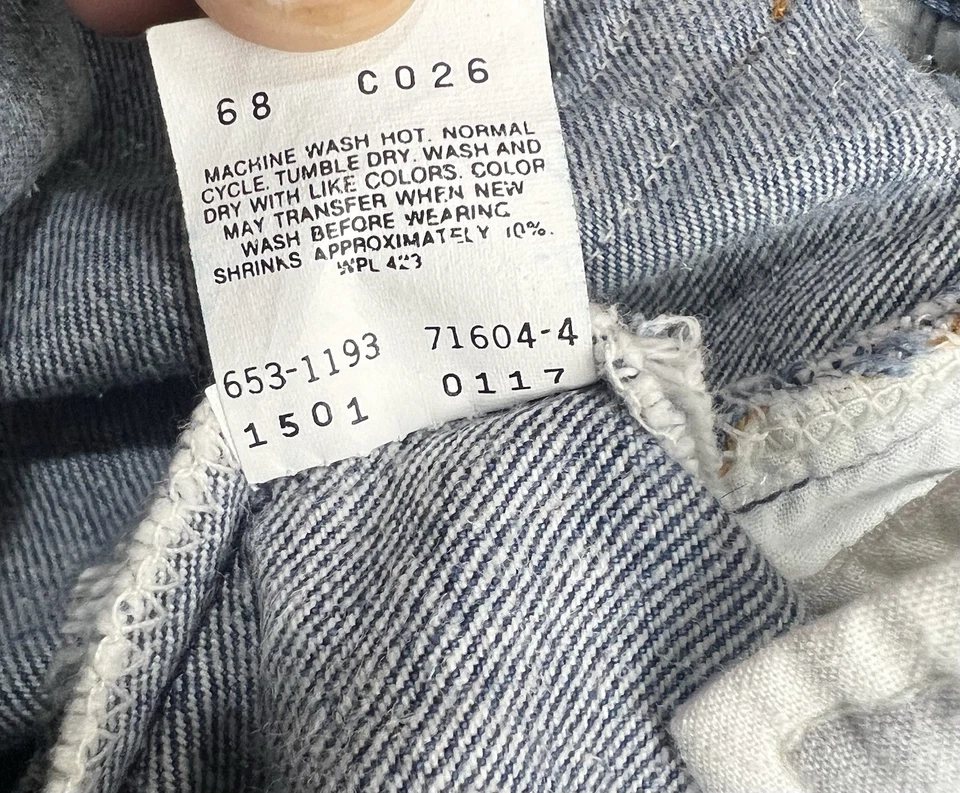 68 C026
MACHINE WASH HOT. NORMAL
CYCLE. TUMBLE DRY. WASH AND
DRY WITH LIKE COLORS. COLOR
MAY TRANSFER WHEN NEW
WASH BEFORE WEARING
SHRINKS APPROXIMATELY 10%.
WPL 423
653-1193 71604-4
1501 0117